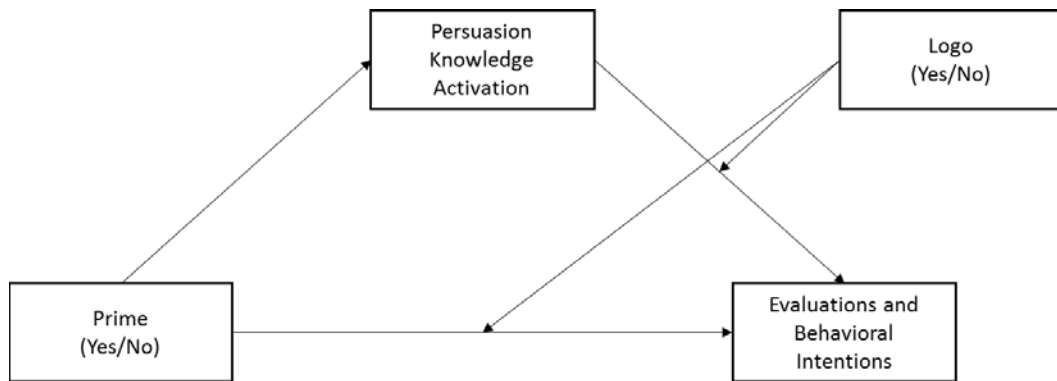 Persuasion
Knowledge
Activation
Logo
(Yes/No)
Prime
(Yes/No)
Evaluations and
Behavioral
Intentions